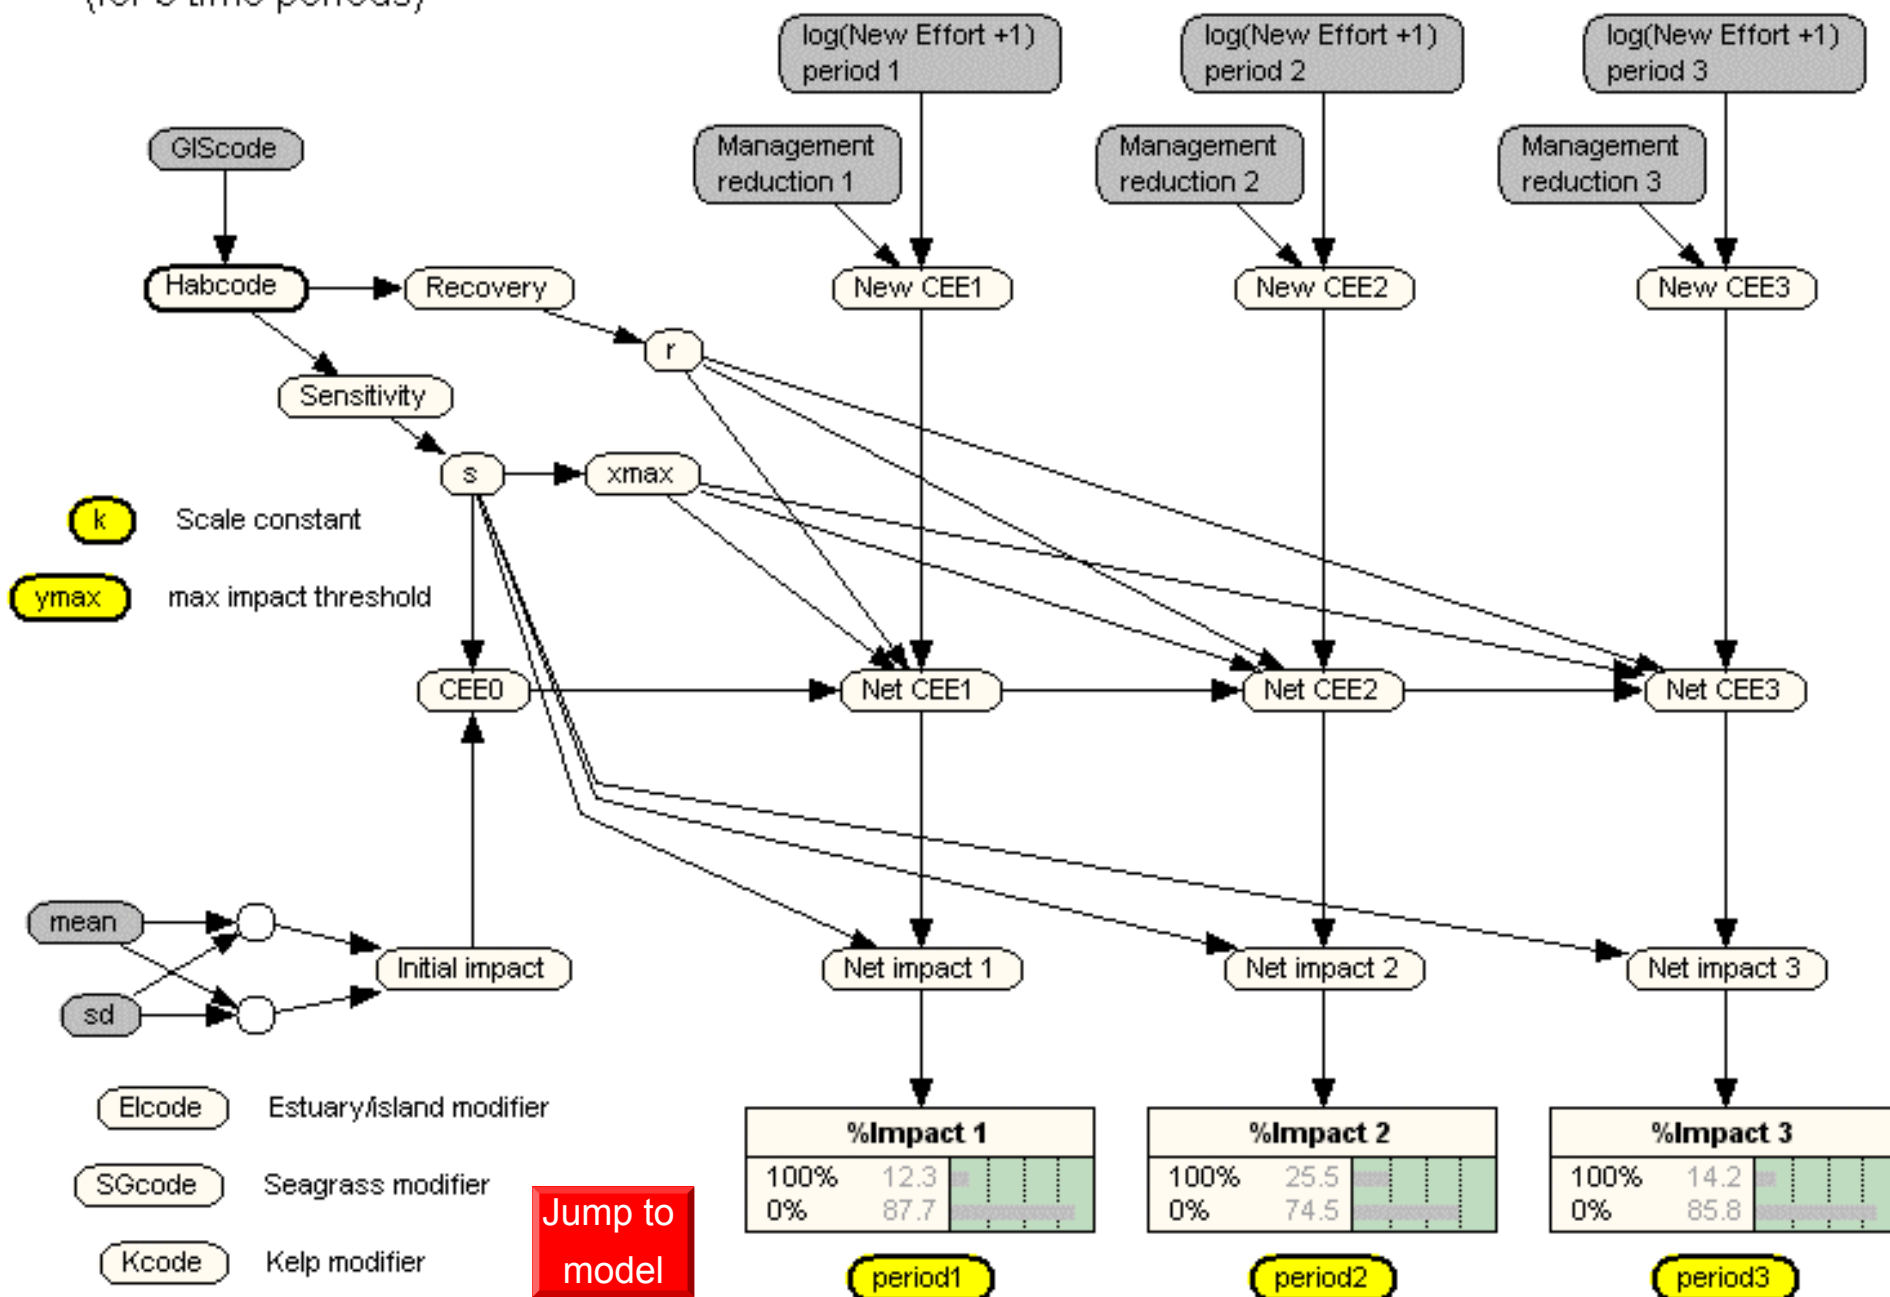 (for 3 time periods)
log(New Effort +1)
period 1
log(New Effort +1)
period 2
log(New Effort +1)
period 3
GIScode
Management
reduction 1
Management
reduction 2
Management
reduction 3
Habcode
Recovery
New CEE1
New CEE2
New CEE3
r
Sensitivity
s
xmax
k
Scale constant
ymax
max impact threshold
CEE0
Net CEE1
Net CEE2
Net CEE3
mean
Initial impact
Net impact 1
Net impact 2
Net impact 3
sd
EIcode
Estuary/island modifier
%Impact 1
%Impact 2
%Impact 3
100% 12.3
100% 25.5
100% 14.2
SGcode
Seagrass modifier
0% 87.7
0% 74.5
0% 85.8
Jump to
model
Kcode
Kelp modifier
period1
period2
period3